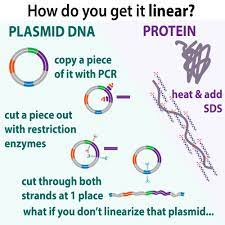 How do you get it linear?
PLASMID DNA
copy a piece
of it with PCR
cut a piece out
with restriction
enzymes
cut through both
strands at 1 place
PROTEIN
heat & add
SDS
what if you don't linearize that plasmid...